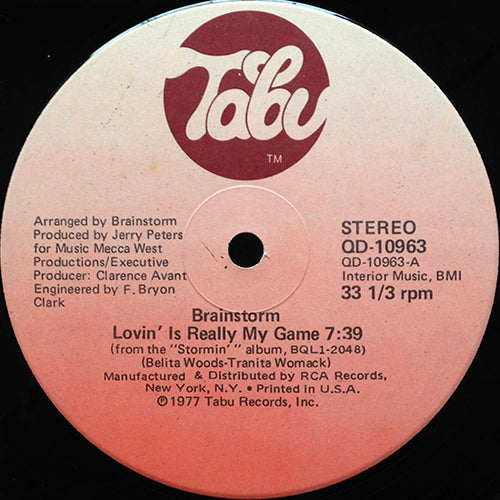 Tabu
TM
Arranged by Brainstorm
Produced by Jerry Peters
for Music Mecca West
Productions/Executive
Producer: Clarence Avant
Engineered by F. Bryon
Clark
STEREO
QD-10963
QD-10963-A
Interior Music, BMI
33 1/3 rpm
Brainstorm
Lovin' Is Really My Game 7:39
(from the "Stormin' " album, BQL1-2048)
(Belita Woods-Tranita Womack)
Manufactured & Distributed by RCA Records,
New York, N.Y. • Printed in U.S.A.
℗1977 Tabu Records, Inc.